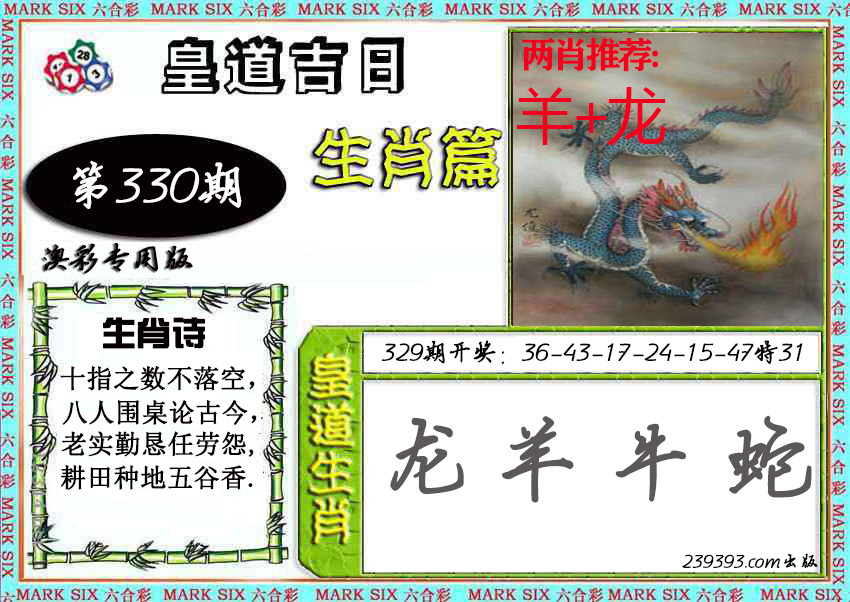 MARK SIX 六合彩 MARK SIX 六合彩 MARK SIX 六合彩 MARK SIX 六合彩 MARK SIX 六合彩 MARK SIX 六合彩
28
1
3
皇道吉日
两肖推荐:
羊+龙
生肖篇
第330期
澳彩专用版
生肖诗
十指之数不落空，
八人围桌论古今，
老实勤恳任劳怨，
耕田种地五谷香.
329期开奖：36-43-17-24-15-47特31
皇道生肖
龙 羊 牛 蛇
239393.com出版
MARK SIX 六合彩 MARK SIX 六合彩 MARK SIX 六合彩 MARK SIX 六合彩 MARK SIX 六合彩 MARK SIX 六合彩